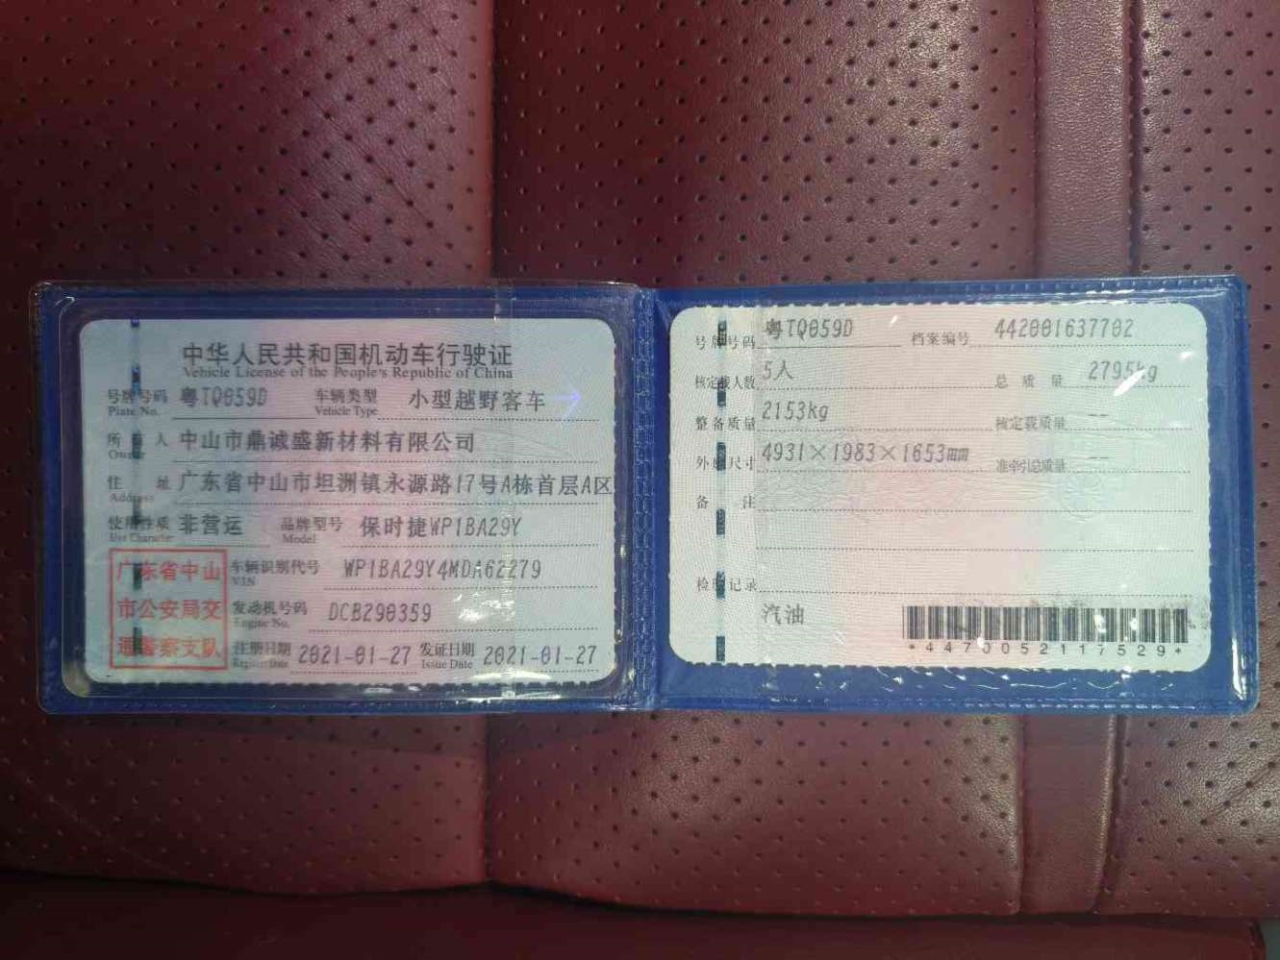 中华人民共和国机动车行驶证
Vehicle License of the People's Republic of China
号牌号码 粤TQ059D 车辆类型 小型越野客车
Plate No. Vehicle Type
所有人 中山市鼎诚盛新材料有限公司
Owner
住址 广东省中山市坦洲镇永源路17号A栋首层A区
Address
使用性质 非营运 品牌型号 保时捷WP1BA29Y
Use Character Model
广东省中山市公安局交通警察支队
车辆识别代号 WP1BA29Y4MDA62279
VIN
发动机号码 DCB290359
Engine No.
注册日期 2021-01-27 发证日期 2021-01-27
Register Date Issue Date
号牌号码 粤TQ059D 档案编号 442001637702
核定载人数 5人 总质量 2795kg
整备质量 2153kg 核定载质量 --
外廓尺寸 4931×1983×1653mm 准牵引总质量 --
备注
检验记录
汽油
*4470052117529*